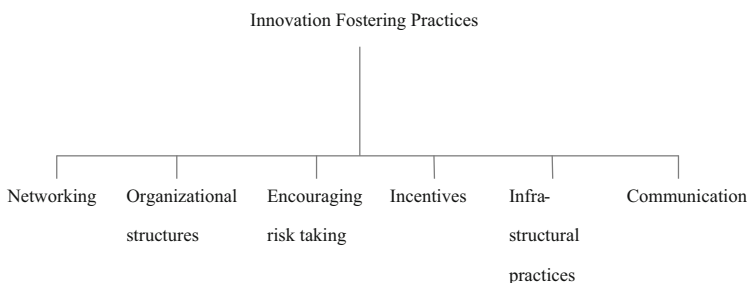 Innovation Fostering Practices
Networking
Organizational
structures
Encouraging
risk taking
Incentives
Infra-
structural
practices
Communication